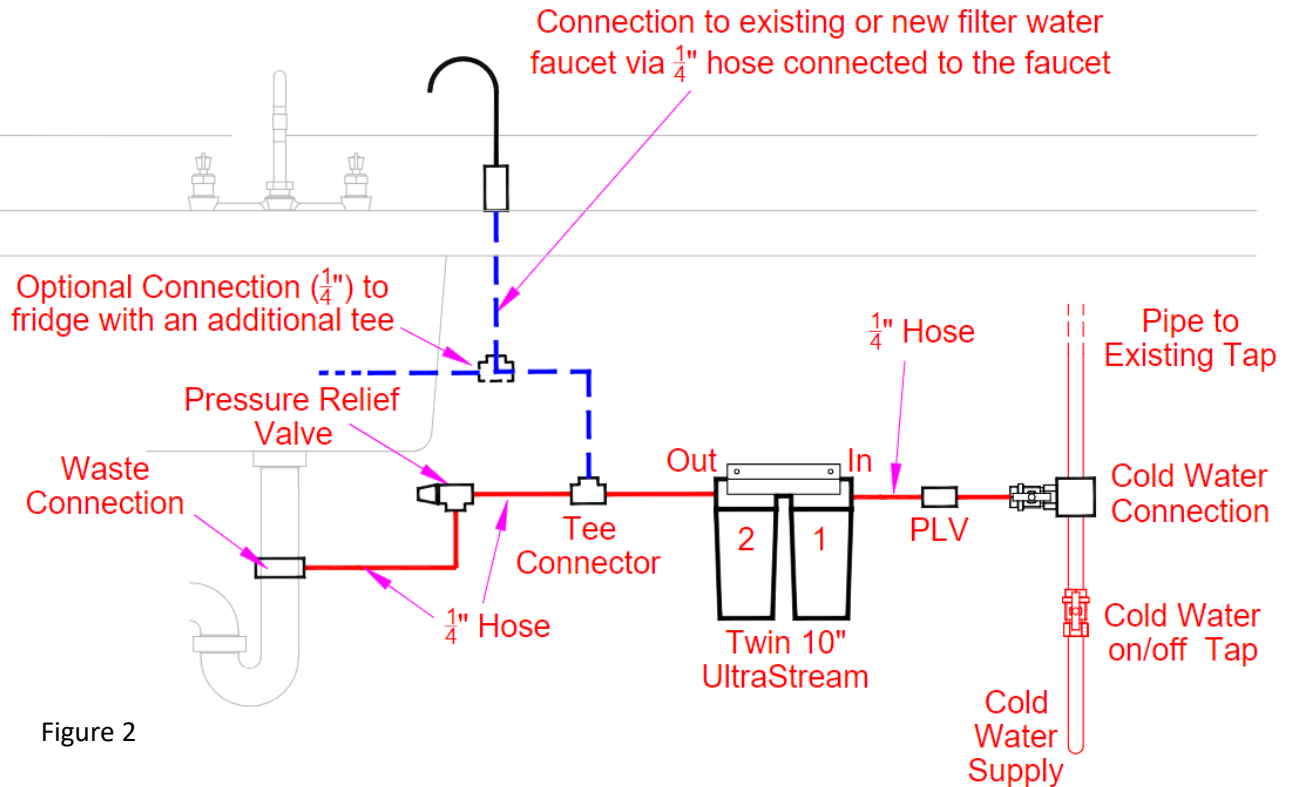 Connection to existing or new filter water
faucet via 1/4" hose connected to the faucet
Optional Connection (1/4") to
fridge with an additional tee
1/4" Hose
Pipe to
Existing Tap
Pressure Relief
Valve
Waste
Connection
Out
In
Cold Water
Connection
PLV
2
1
Tee
Connector
1/4" Hose
Twin 10"
UltraStream
Cold Water
on/off Tap
Cold
Water
Supply
Figure 2